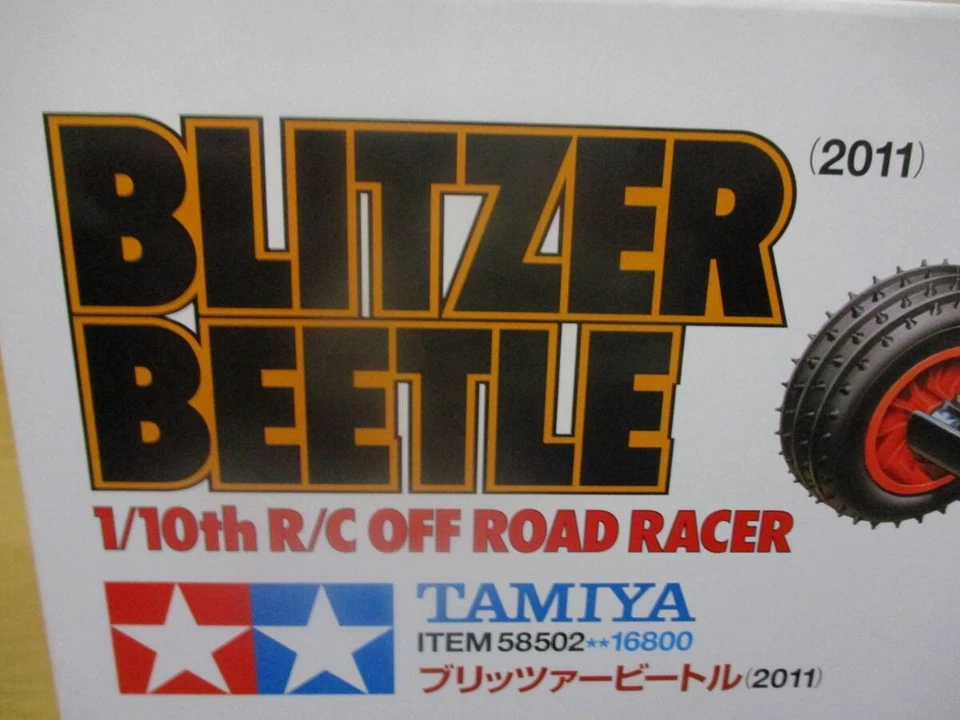 BLITZER (2011)
BEETLE
1/10th R/C OFF ROAD RACER
TAMIYA
ITEM 58502**16800
ブリッツァービートル(2011)